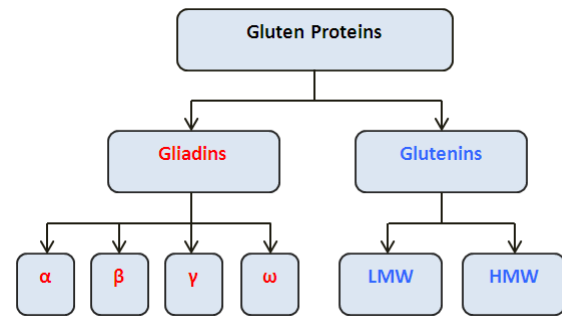 Gluten Proteins
Gliadins
Glutenins
α
β
γ
ω
LMW
HMW